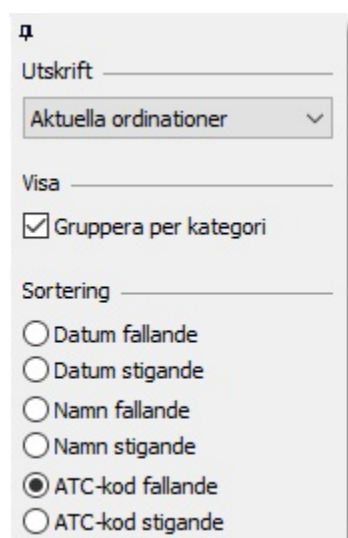 Utskrift
Aktuella ordinationer
Visa
Gruppera per kategori
Sortering
Datum fallande
Datum stigande
Namn fallande
Namn stigande
ATC-kod fallande
ATC-kod stigande